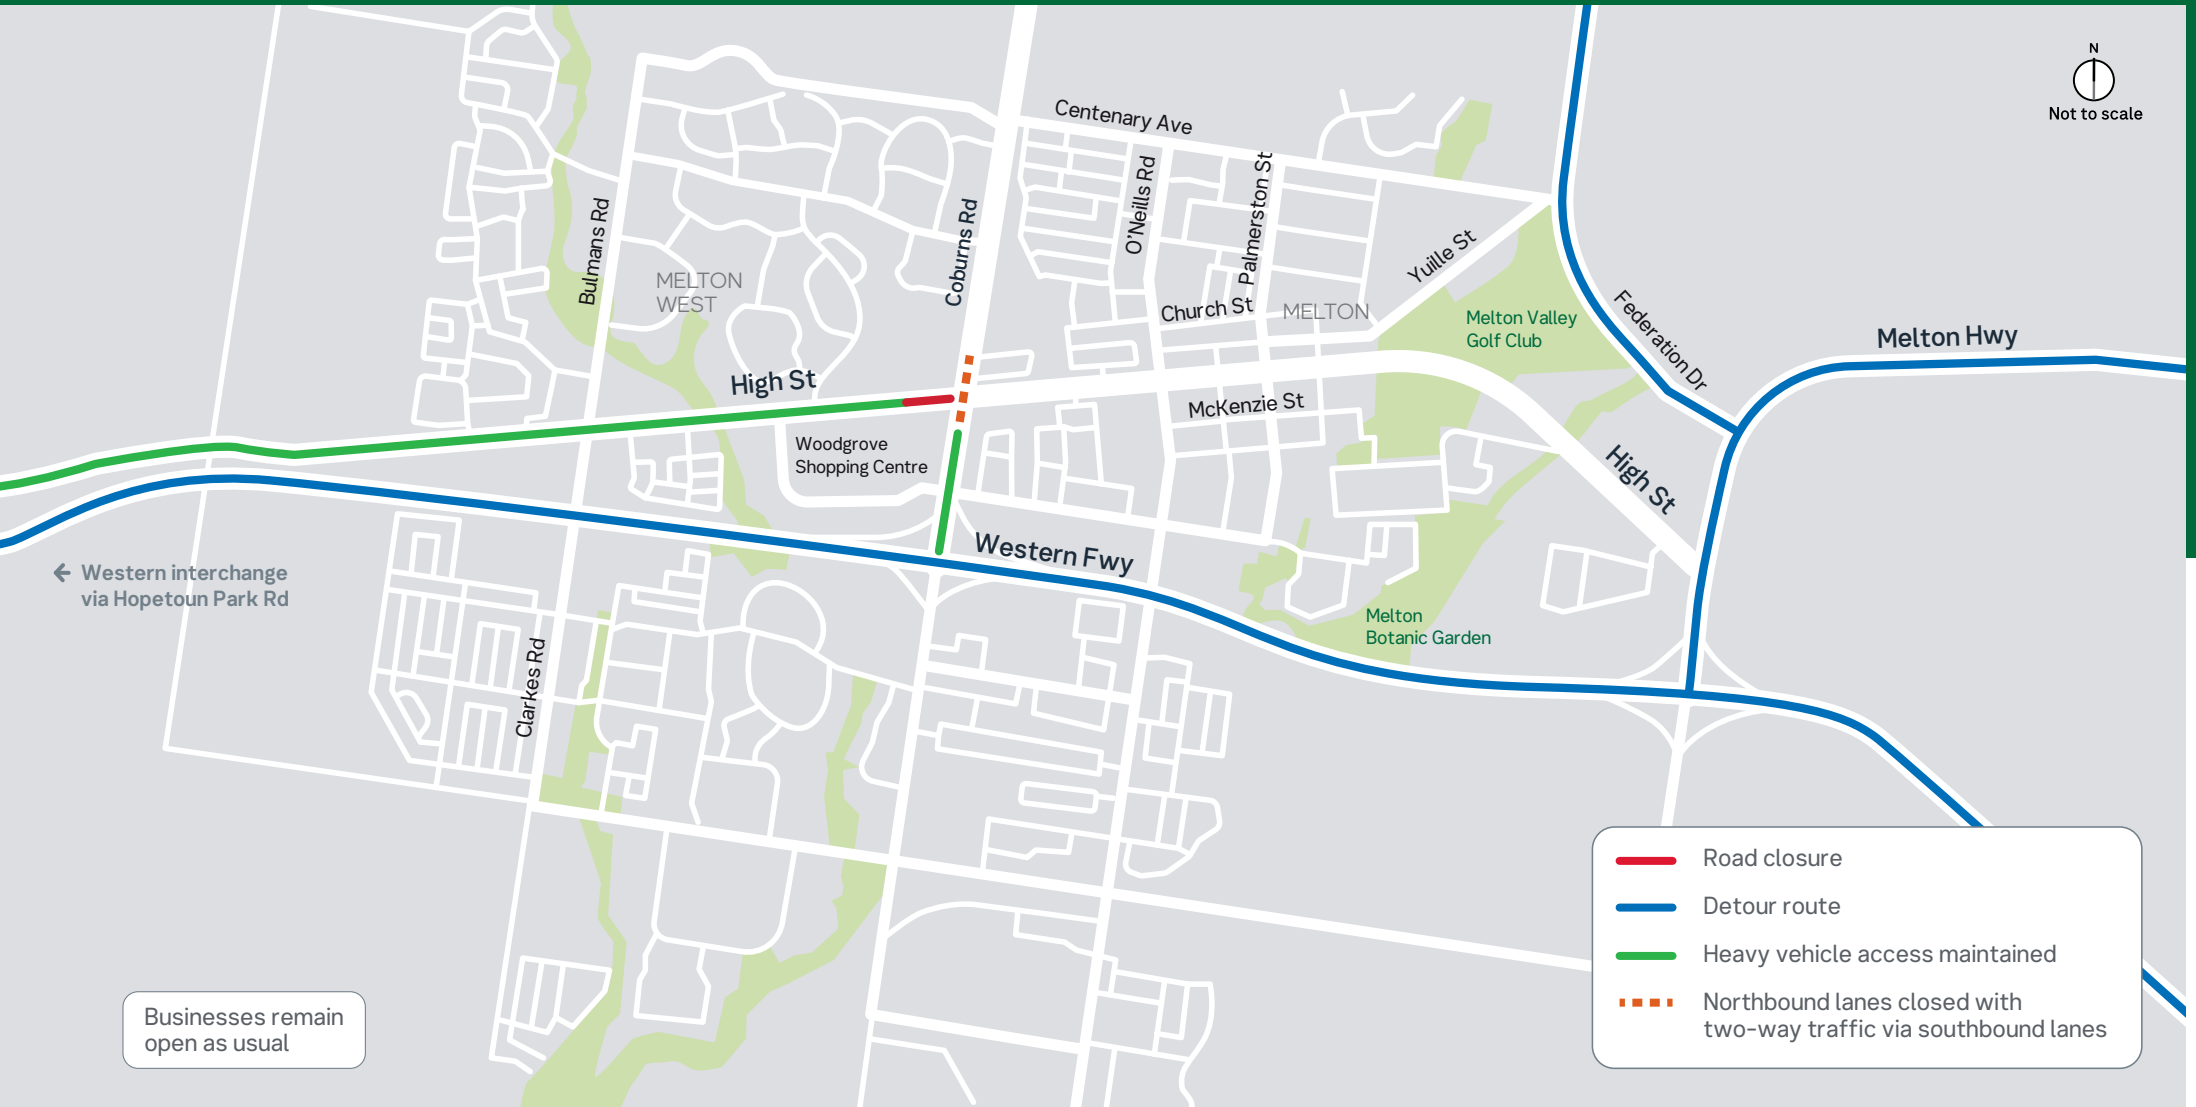 N
Not to scale
Centenary Ave
O'Neills Rd
Palmerston St
Bulmans Rd
Coburns Rd
Yuille St
MELTON
WEST
Church St
MELTON
Melton Valley
Golf Club
Federation Dr
Melton Hwy
High St
McKenzie St
Woodgrove
Shopping Centre
High St
Western Fwy
← Western interchange
via Hopetoun Park Rd
Melton
Botanic Garden
Clarkes Rd
Road closure
Detour route
Heavy vehicle access maintained
Northbound lanes closed with
two-way traffic via southbound lanes
Businesses remain
open as usual